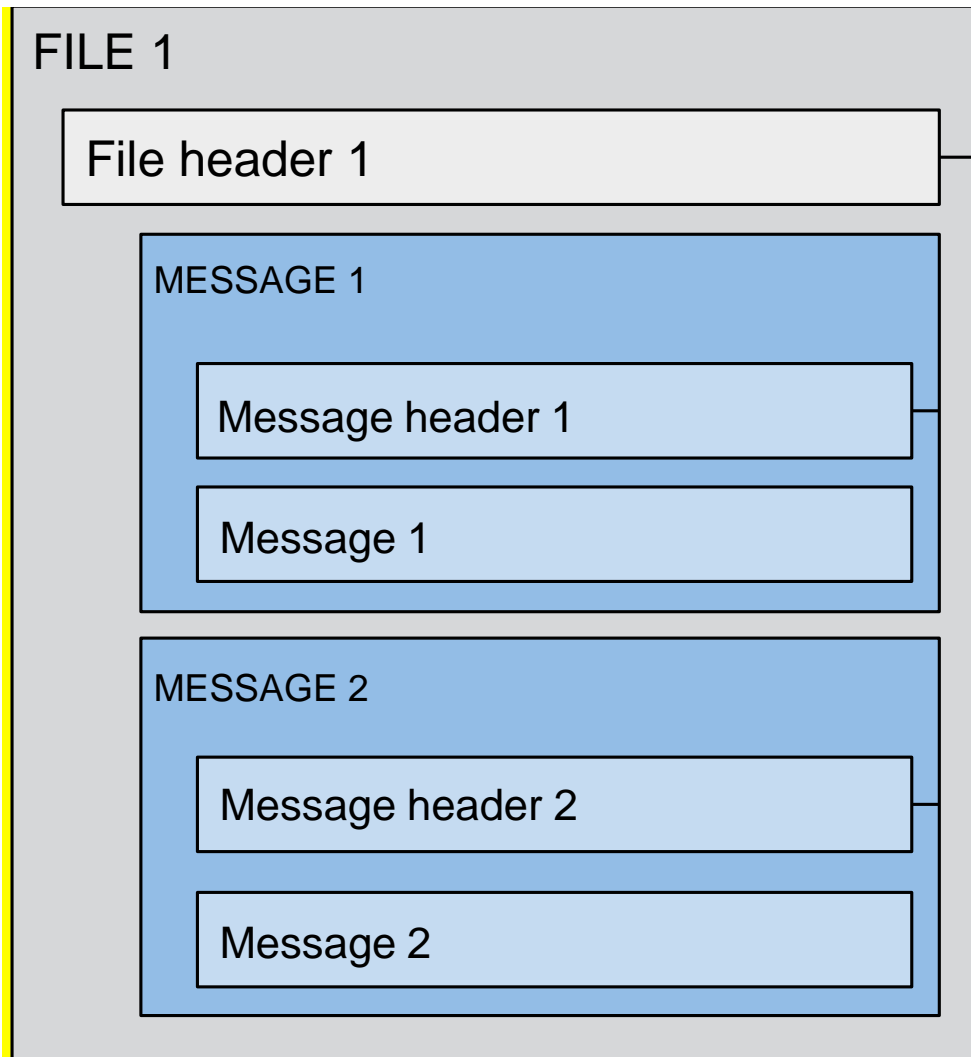 FILE 1
File header 1
MESSAGE 1
Message header 1
Message 1
MESSAGE 2
Message header 2
Message 2